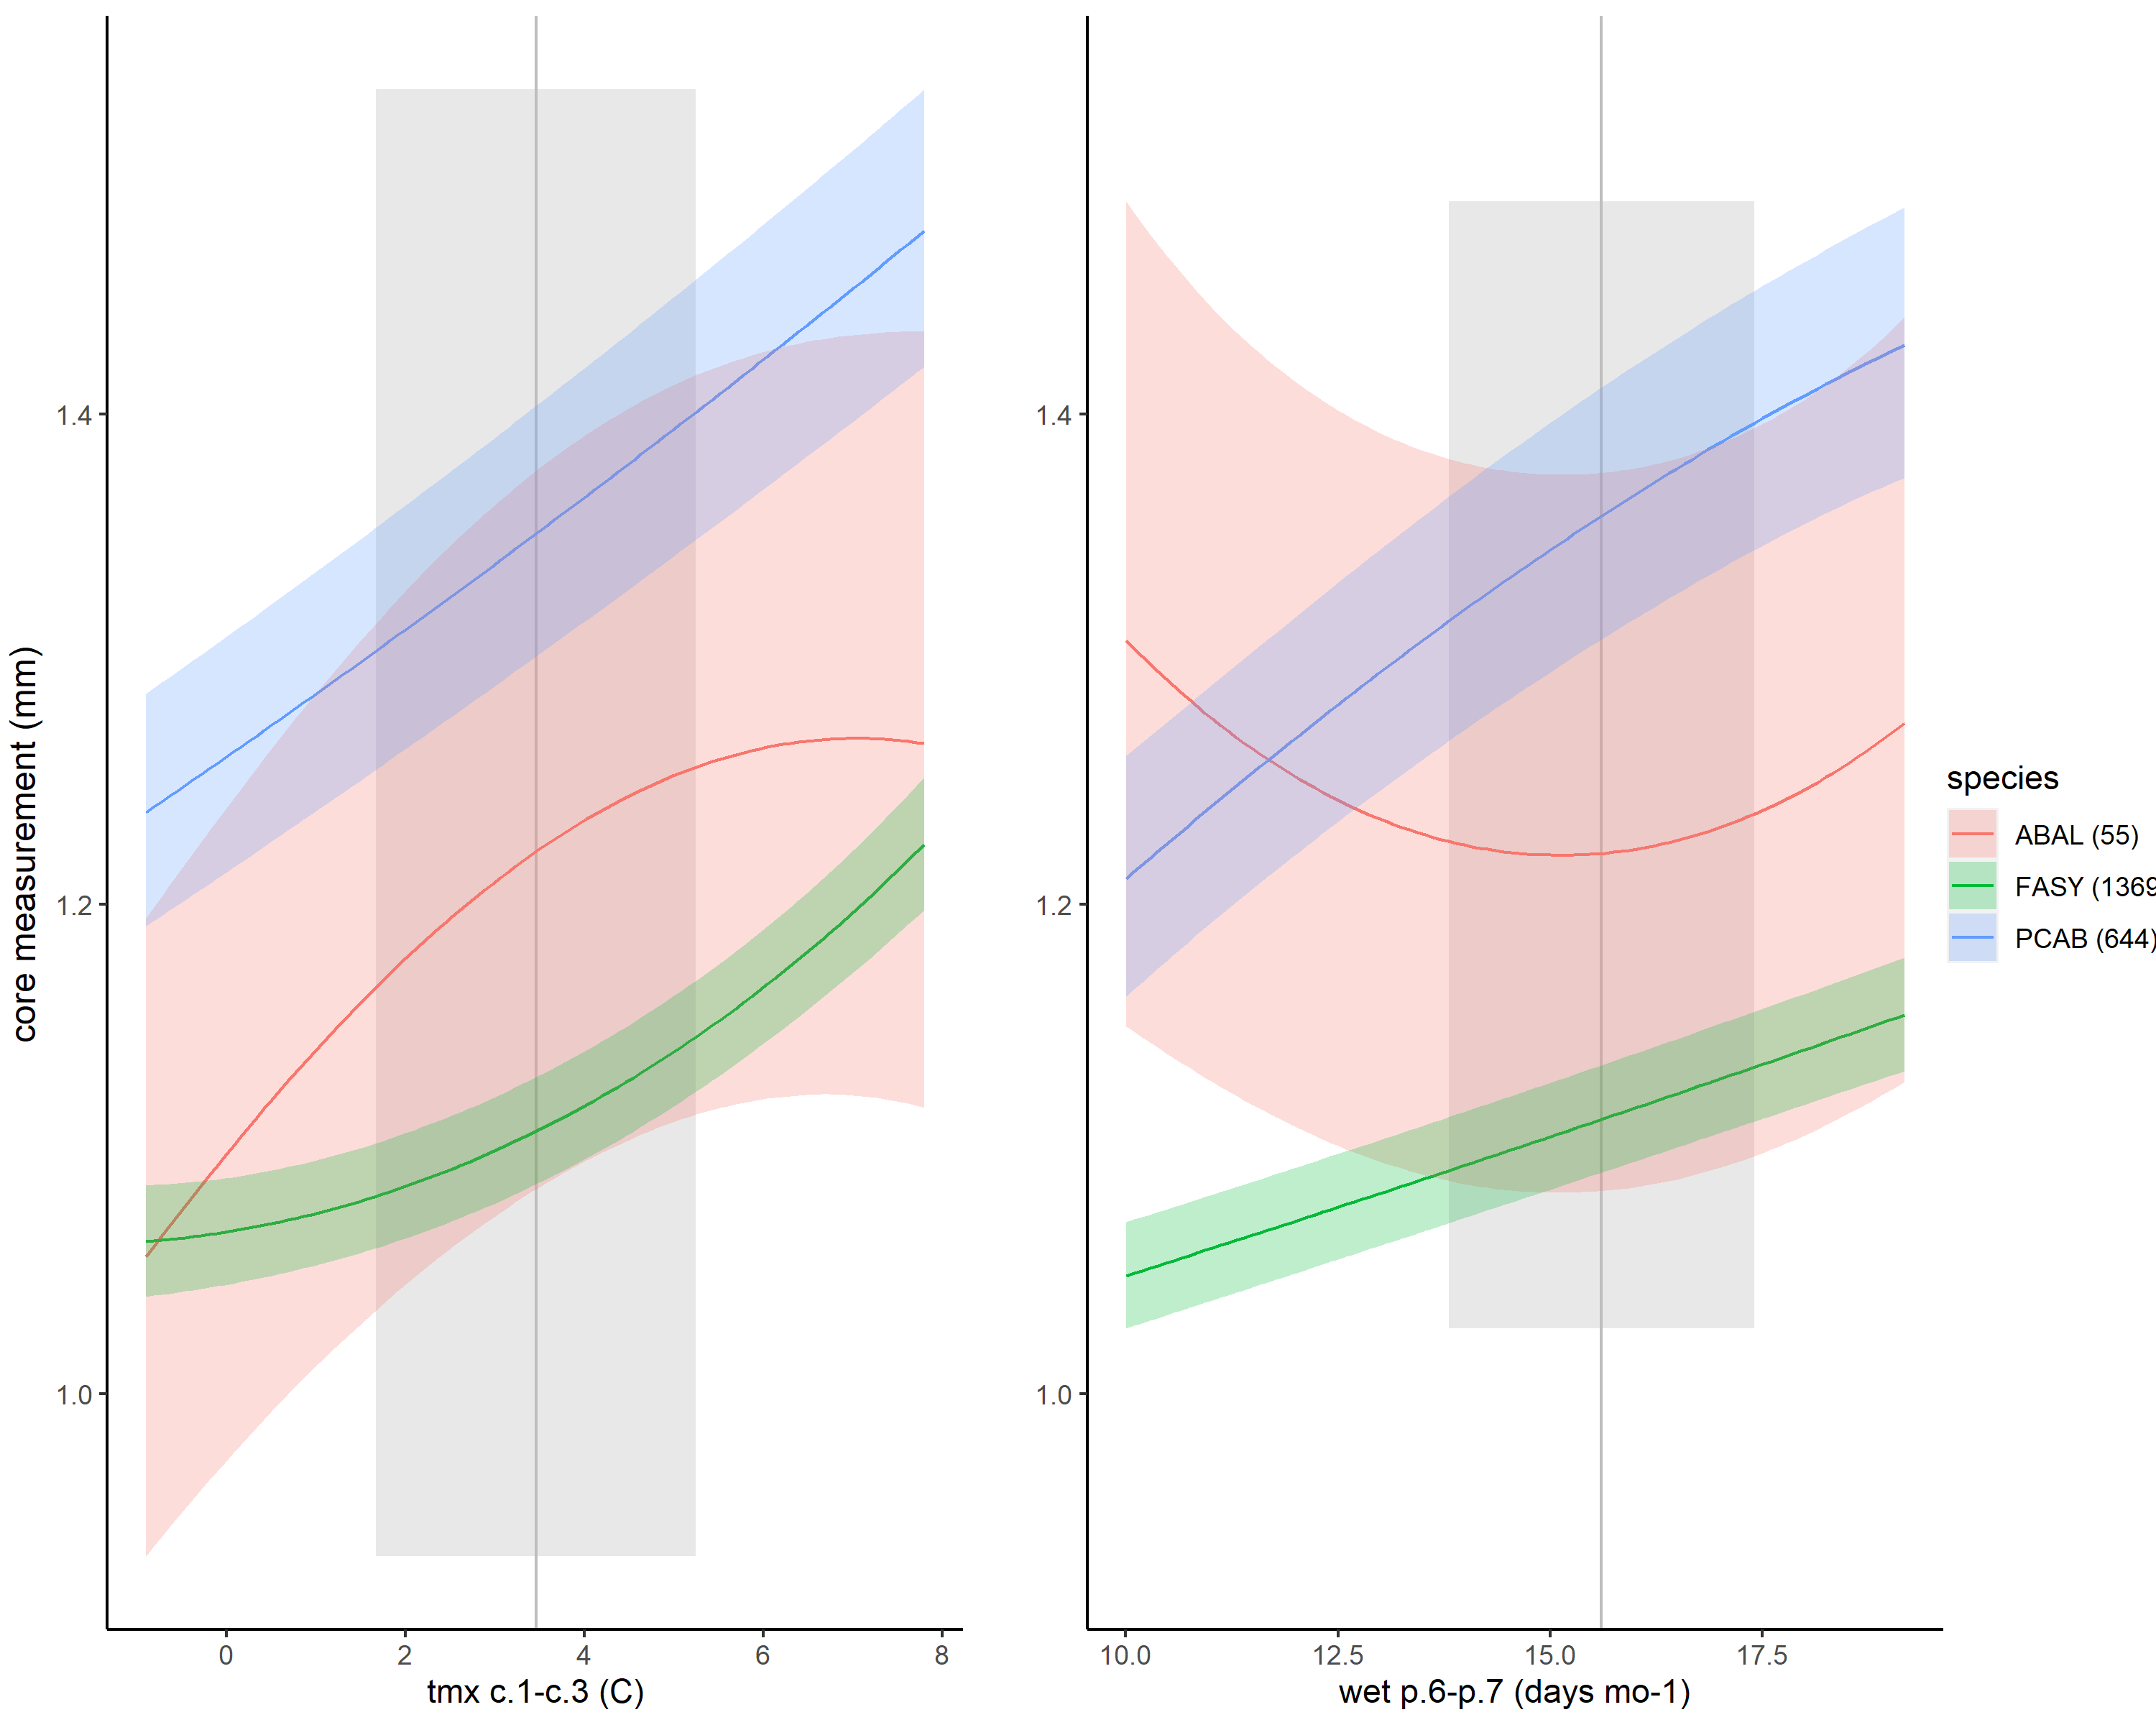 core measurement (mm)
1.4
1.2
1.0
0 2 4 6 8
tmx c.1-c.3 (C)
1.4
1.2
1.0
10.0 12.5 15.0 17.5
wet p.6-p.7 (days mo-1)
species
ABAL (55)
FASY (1369
PCAB (644)